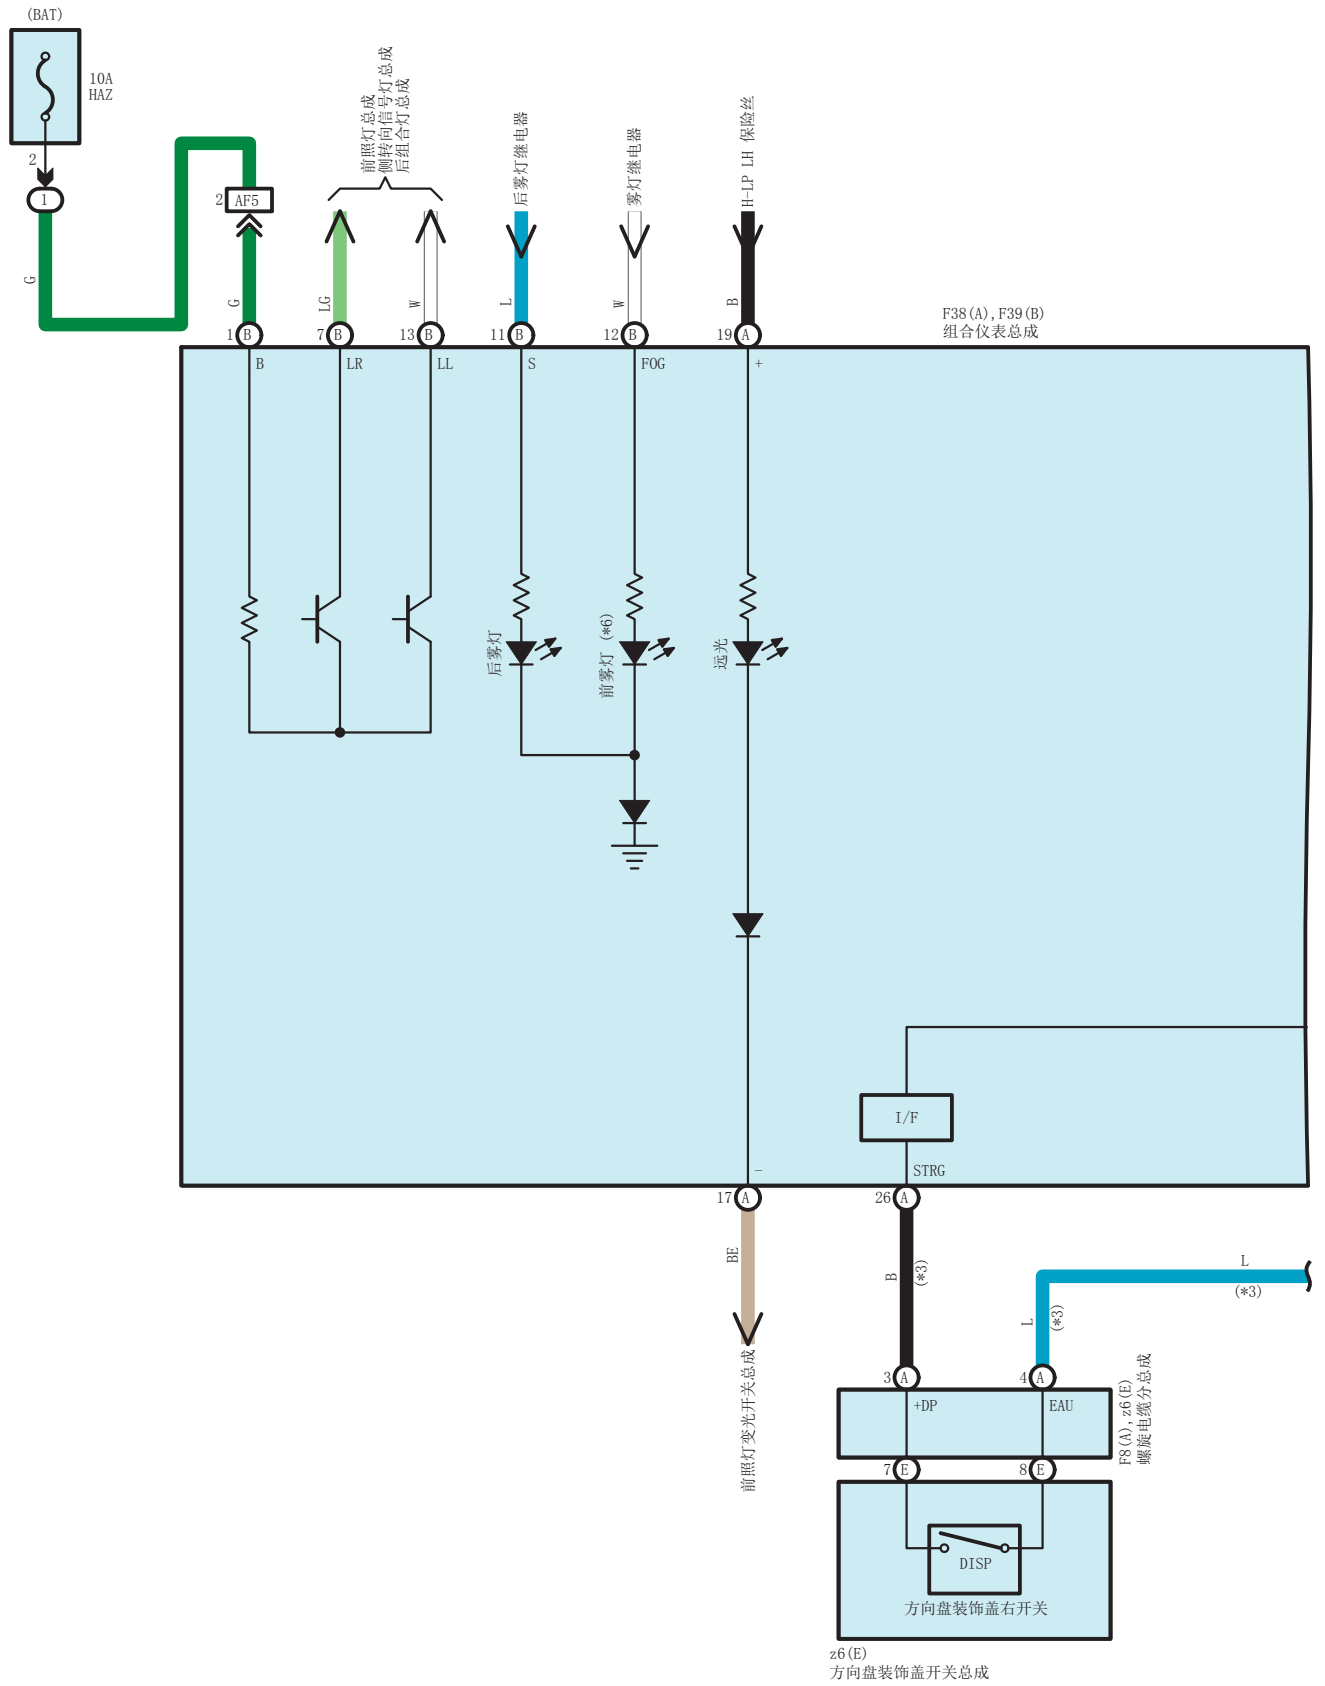 (BAT)
10A
HAZ
2
1
G
2
AF5
G
前照灯总成
侧转向信号灯总成
后组合灯总成
LG
W
后雾灯继电器
L
雾灯继电器
W
H-LP LH 保险丝
B
1 B
7 B
13 B
11 B
12 B
19 A
F38(A),F39(B)
组合仪表总成
B
LR
LL
S
FOG
+
后雾灯
前雾灯 (*6)
远光
I/F
-
STRG
17 A
26 A
BE
B
(*3)
L
(*3)
L
(*3)
前照灯变光开关总成
3 A
4 A
+DP
EAU
F8(A),z6(E)
螺旋电缆分总成
7 E
8 E
DISP
方向盘装饰盖右开关
z6(E)
方向盘装饰盖开关总成